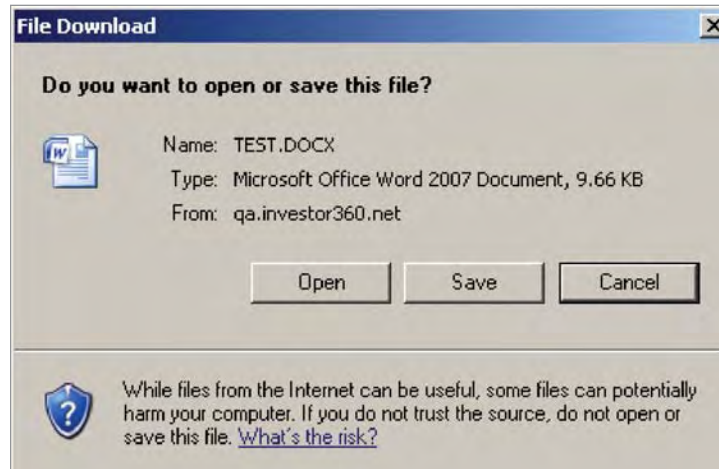 File Download
Do you want to open or save this file?
Name: TEST.DOCX
Type: Microsoft Office Word 2007 Document, 9.66 KB
From: qa.investor360.net
Open Save Cancel
While files from the Internet can be useful, some files can potentially
harm your computer. If you do not trust the source, do not open or
save this file. What's the risk?